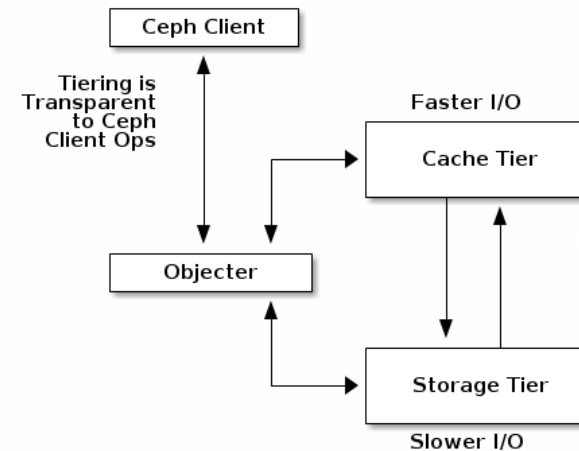 Ceph Client
Tiering is
Transparent
to Ceph
Client Ops
Faster I/O
Cache Tier
Objecter
Storage Tier
Slower I/O